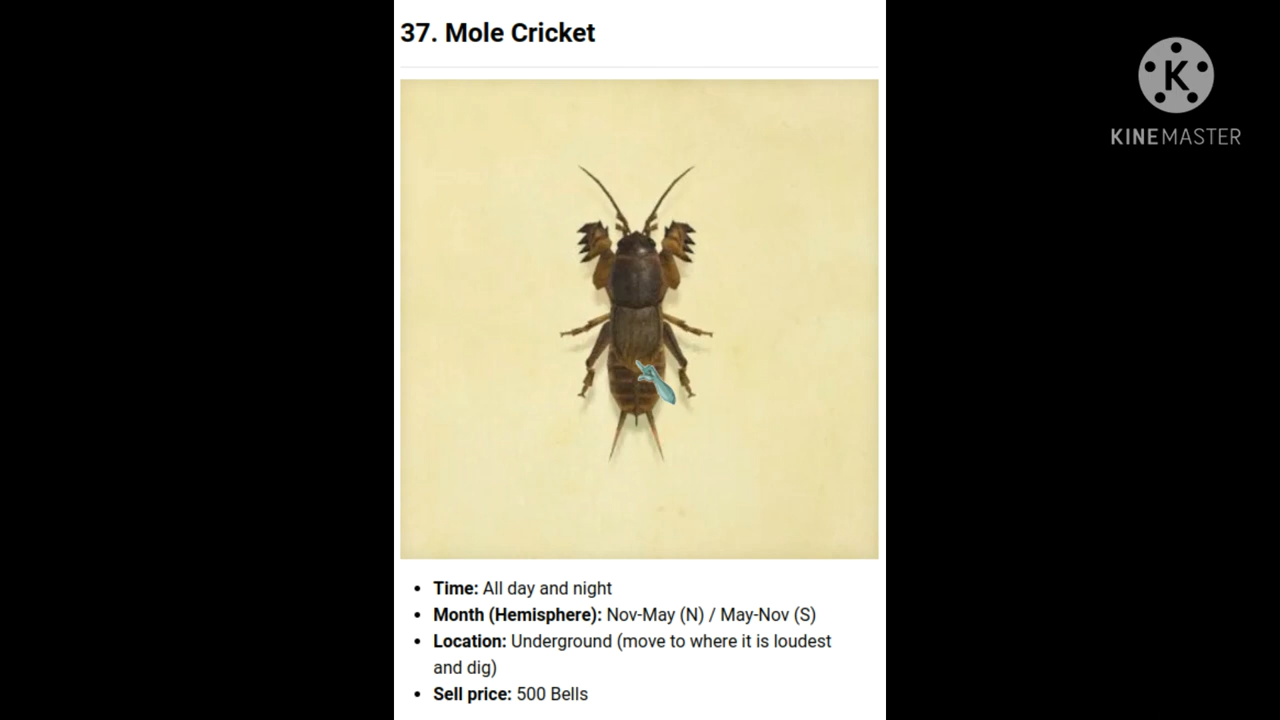 37. Mole Cricket
K
KINEMASTER
Time: All day and night
Month (Hemisphere): Nov-May (N) / May-Nov (S)
Location: Underground (move to where it is loudest
and dig)
Sell price: 500 Bells